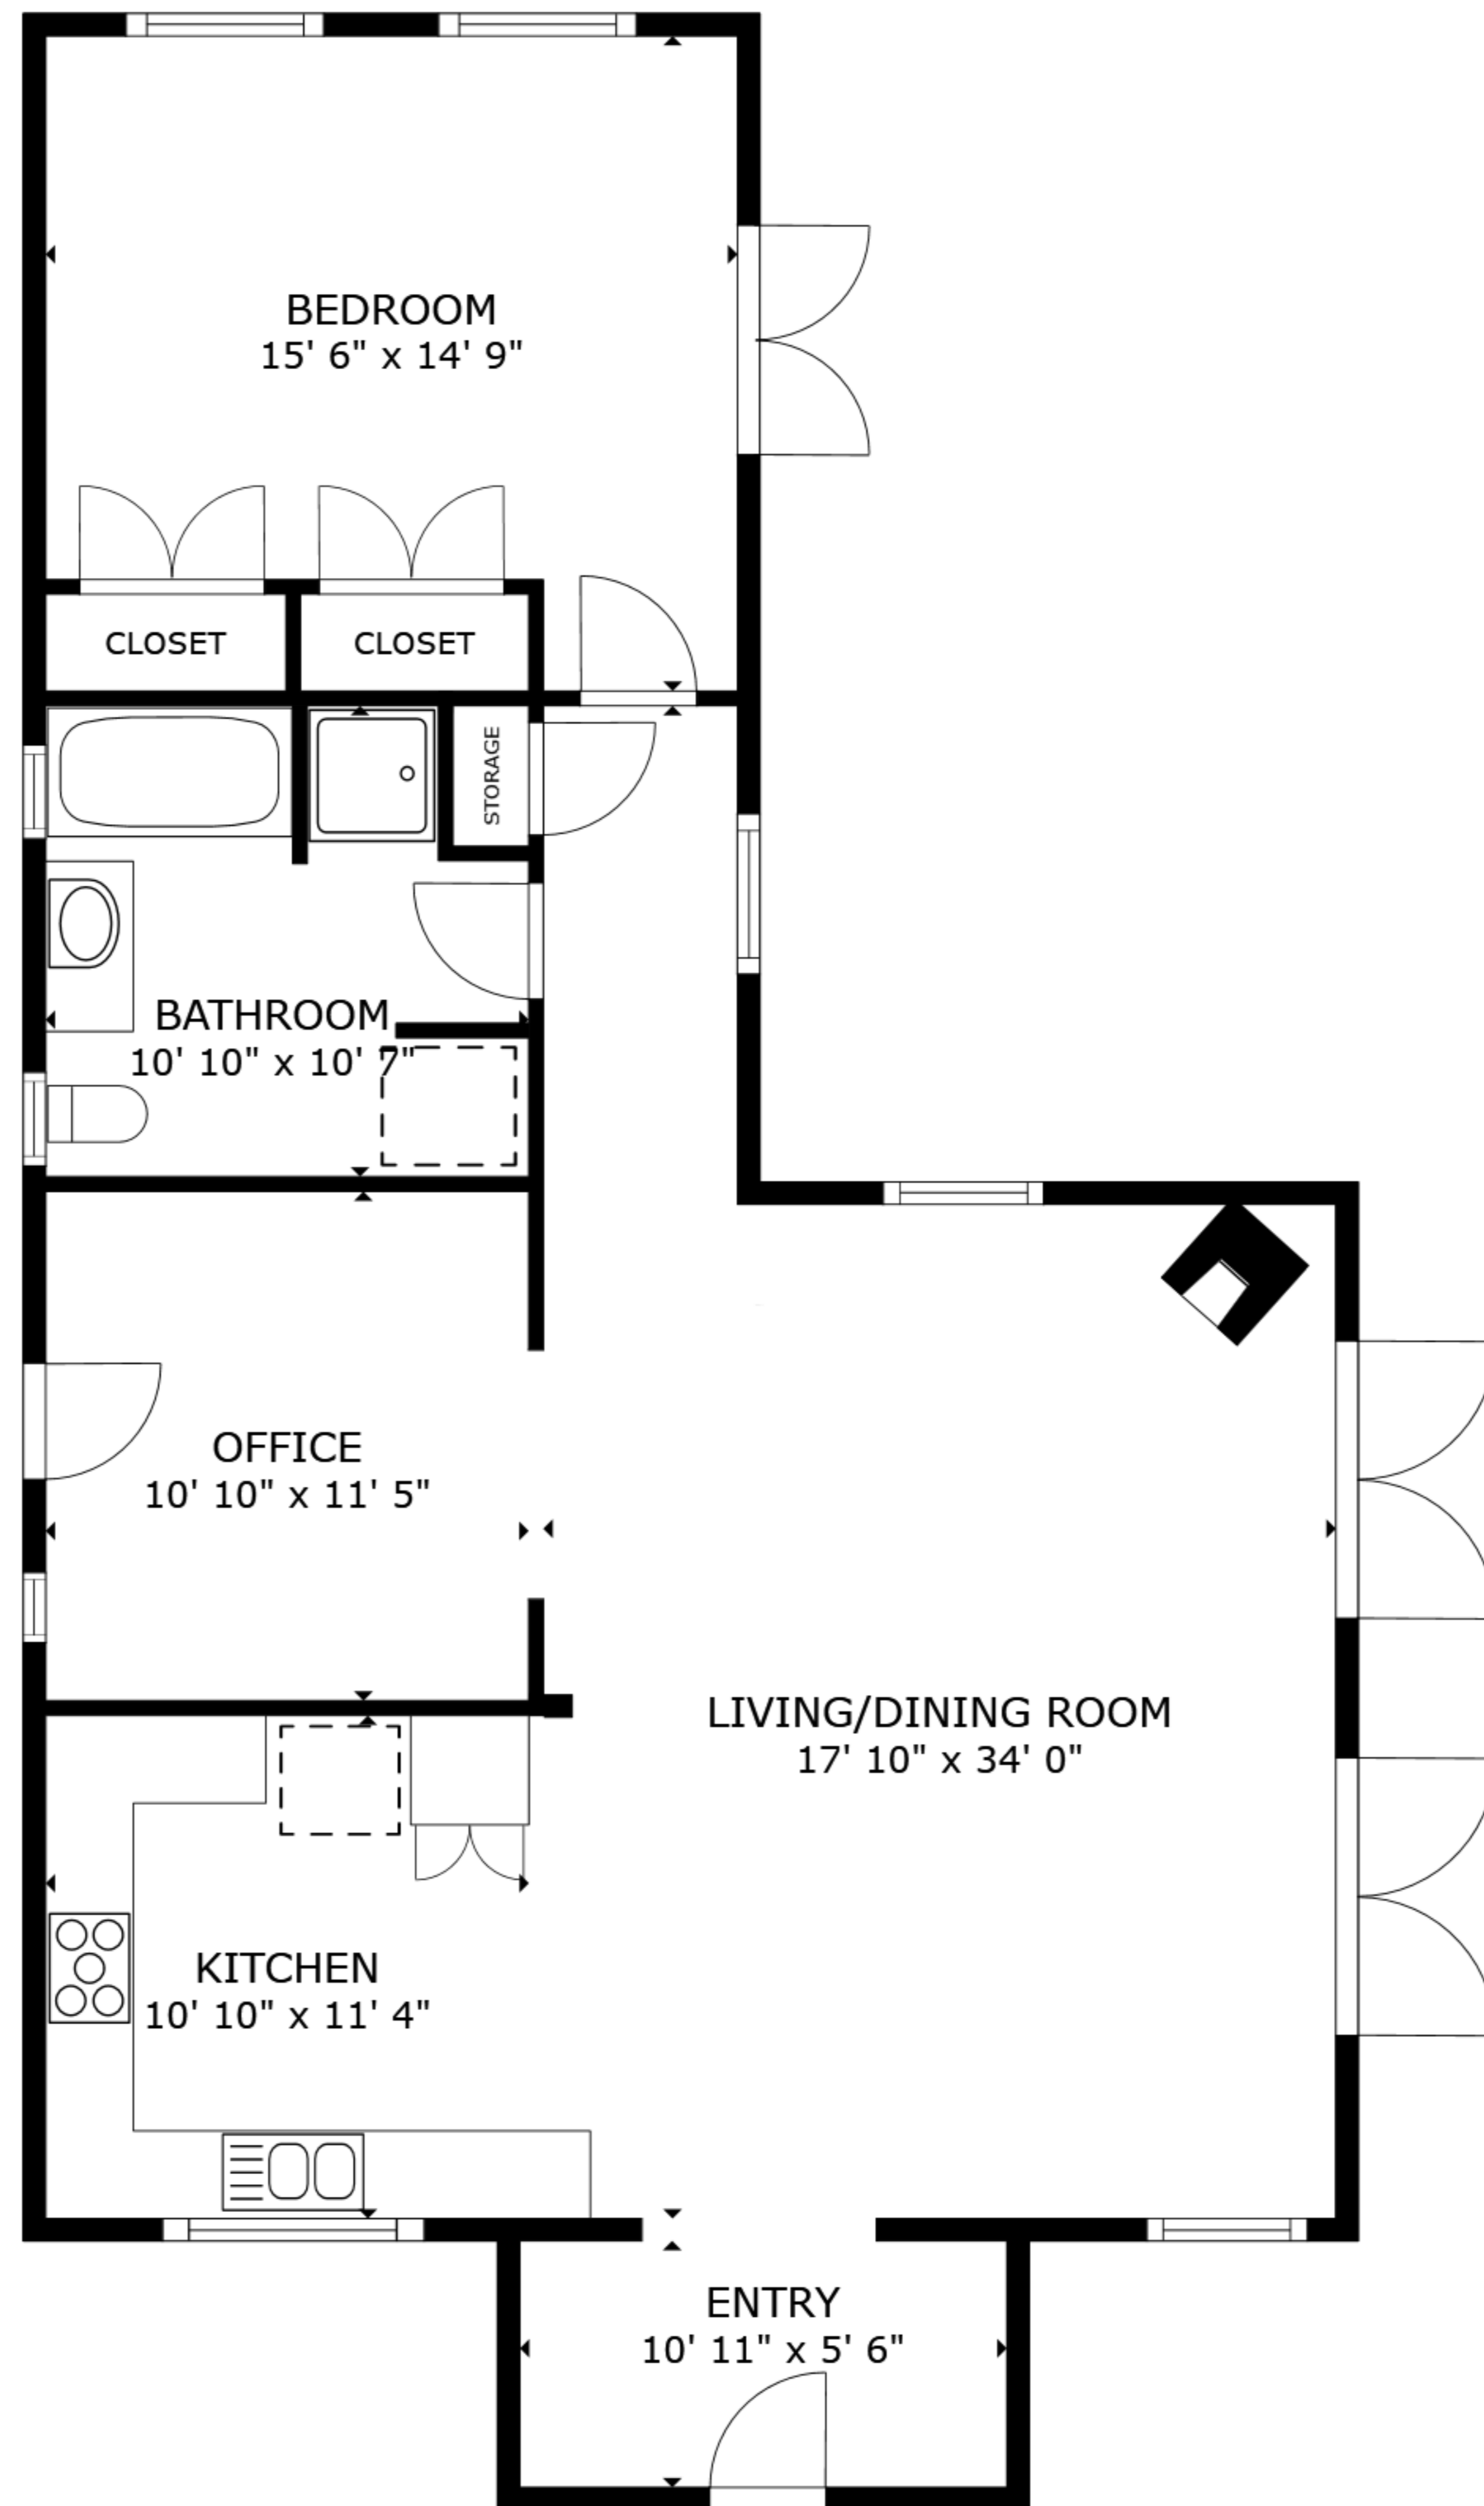 BEDROOM
15' 6" x 14' 9"
CLOSET
CLOSET
STORAGE
BATHROOM
10' 10" x 10' 7"
OFFICE
10' 10" x 11' 5"
LIVING/DINING ROOM
17' 10" x 34' 0"
KITCHEN
10' 10" x 11' 4"
ENTRY
10' 11" x 5' 6"